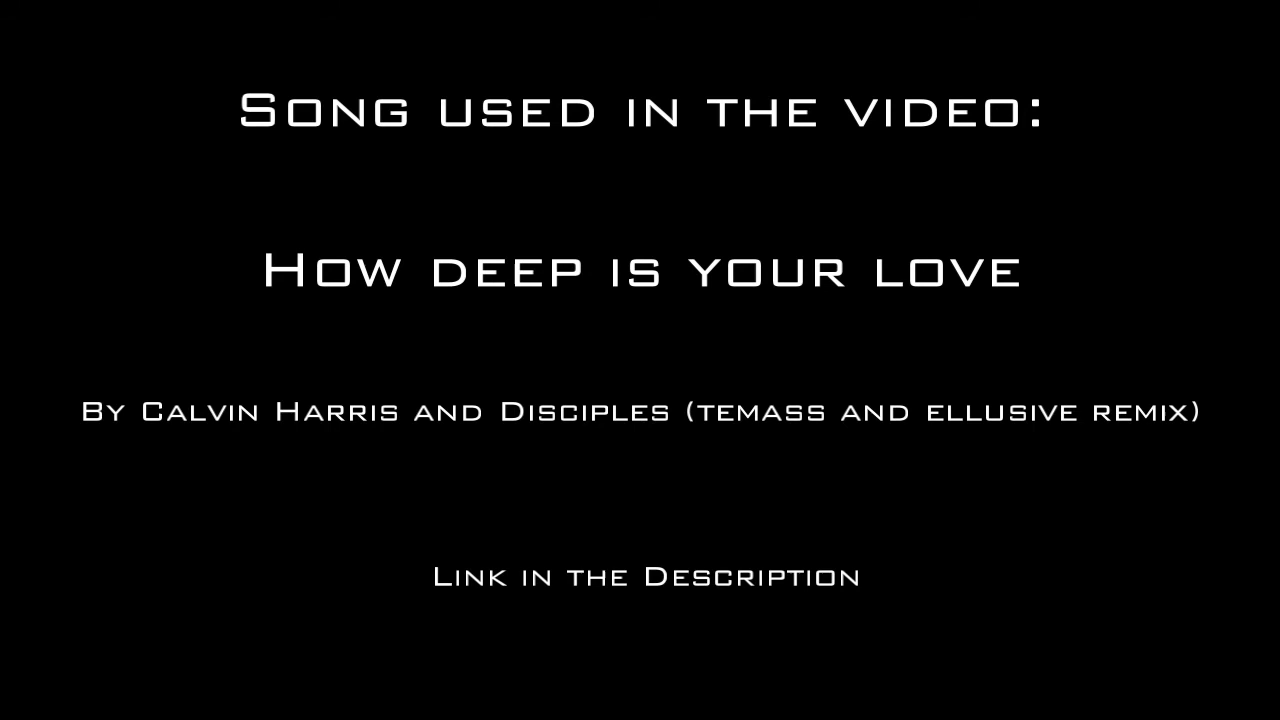 Song used in the video:
How deep is your love
By Calvin Harris and Disciples (temass and ellusive remix)
Link in the Description